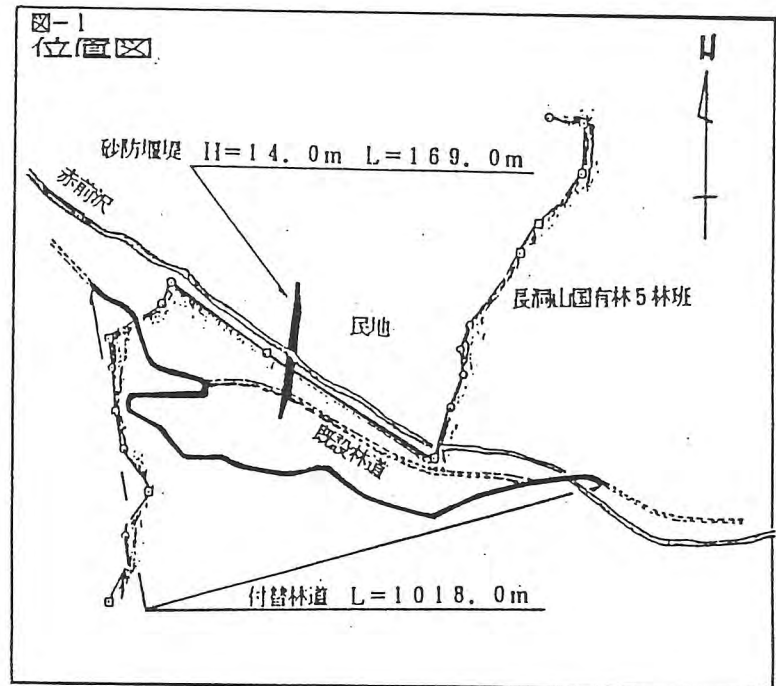 図-1
位置図
N
砂防堰堤 H=14.0m L=169.0m
赤前沢
民地
長洞山国有林5林班
既設林道
付替林道 L=1018.0m